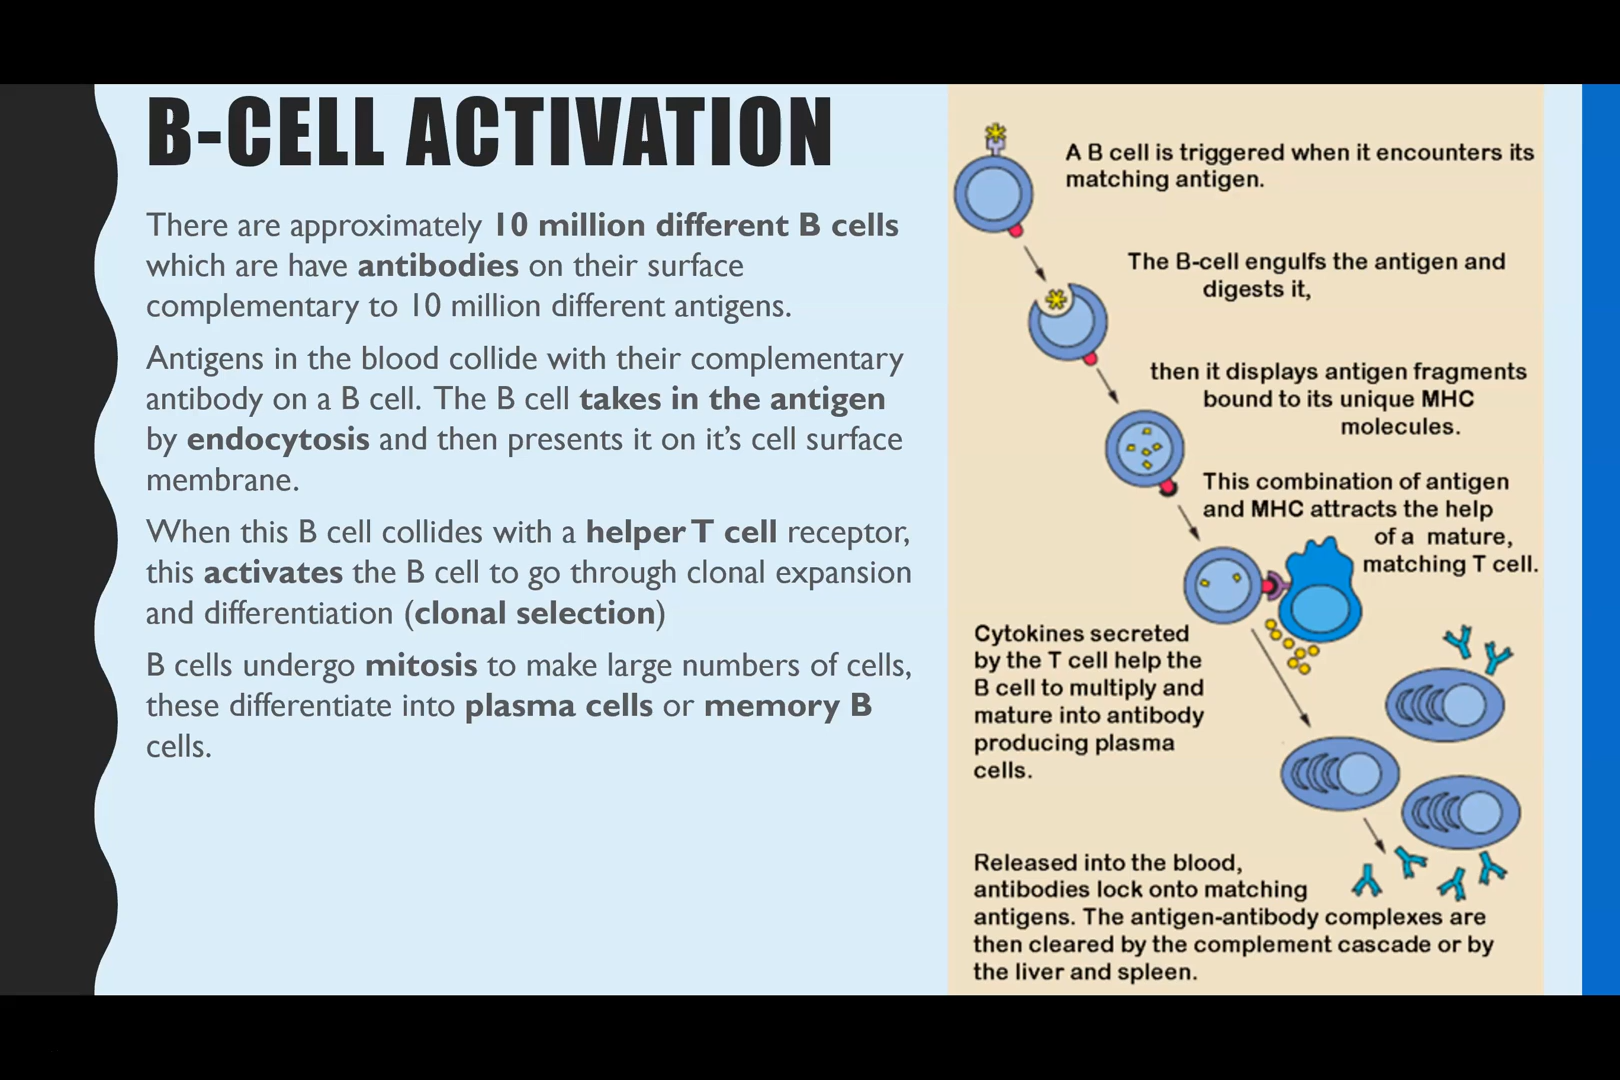 B-CELL ACTIVATION
There are approximately 10 million different B cells
which are have antibodies on their surface
complementary to 10 million different antigens.
Antigens in the blood collide with their complementary
antibody on a B cell. The B cell takes in the antigen
by endocytosis and then presents it on it’s cell surface
membrane.
When this B cell collides with a helper T cell receptor,
this activates the B cell to go through clonal expansion
and differentiation (clonal selection)
B cells undergo mitosis to make large numbers of cells,
these differentiate into plasma cells or memory B
cells.
A B cell is triggered when it encounters its
matching antigen.
The B-cell engulfs the antigen and
digests it,
then it displays antigen fragments
bound to its unique MHC
molecules.
This combination of antigen
and MHC attracts the help
of a mature,
matching T cell.
Cytokines secreted
by the T cell help the
B cell to multiply and
mature into antibody
producing plasma
cells.
Released into the blood,
antibodies lock onto matching
antigens. The antigen-antibody complexes are
then cleared by the complement cascade or by
the liver and spleen.